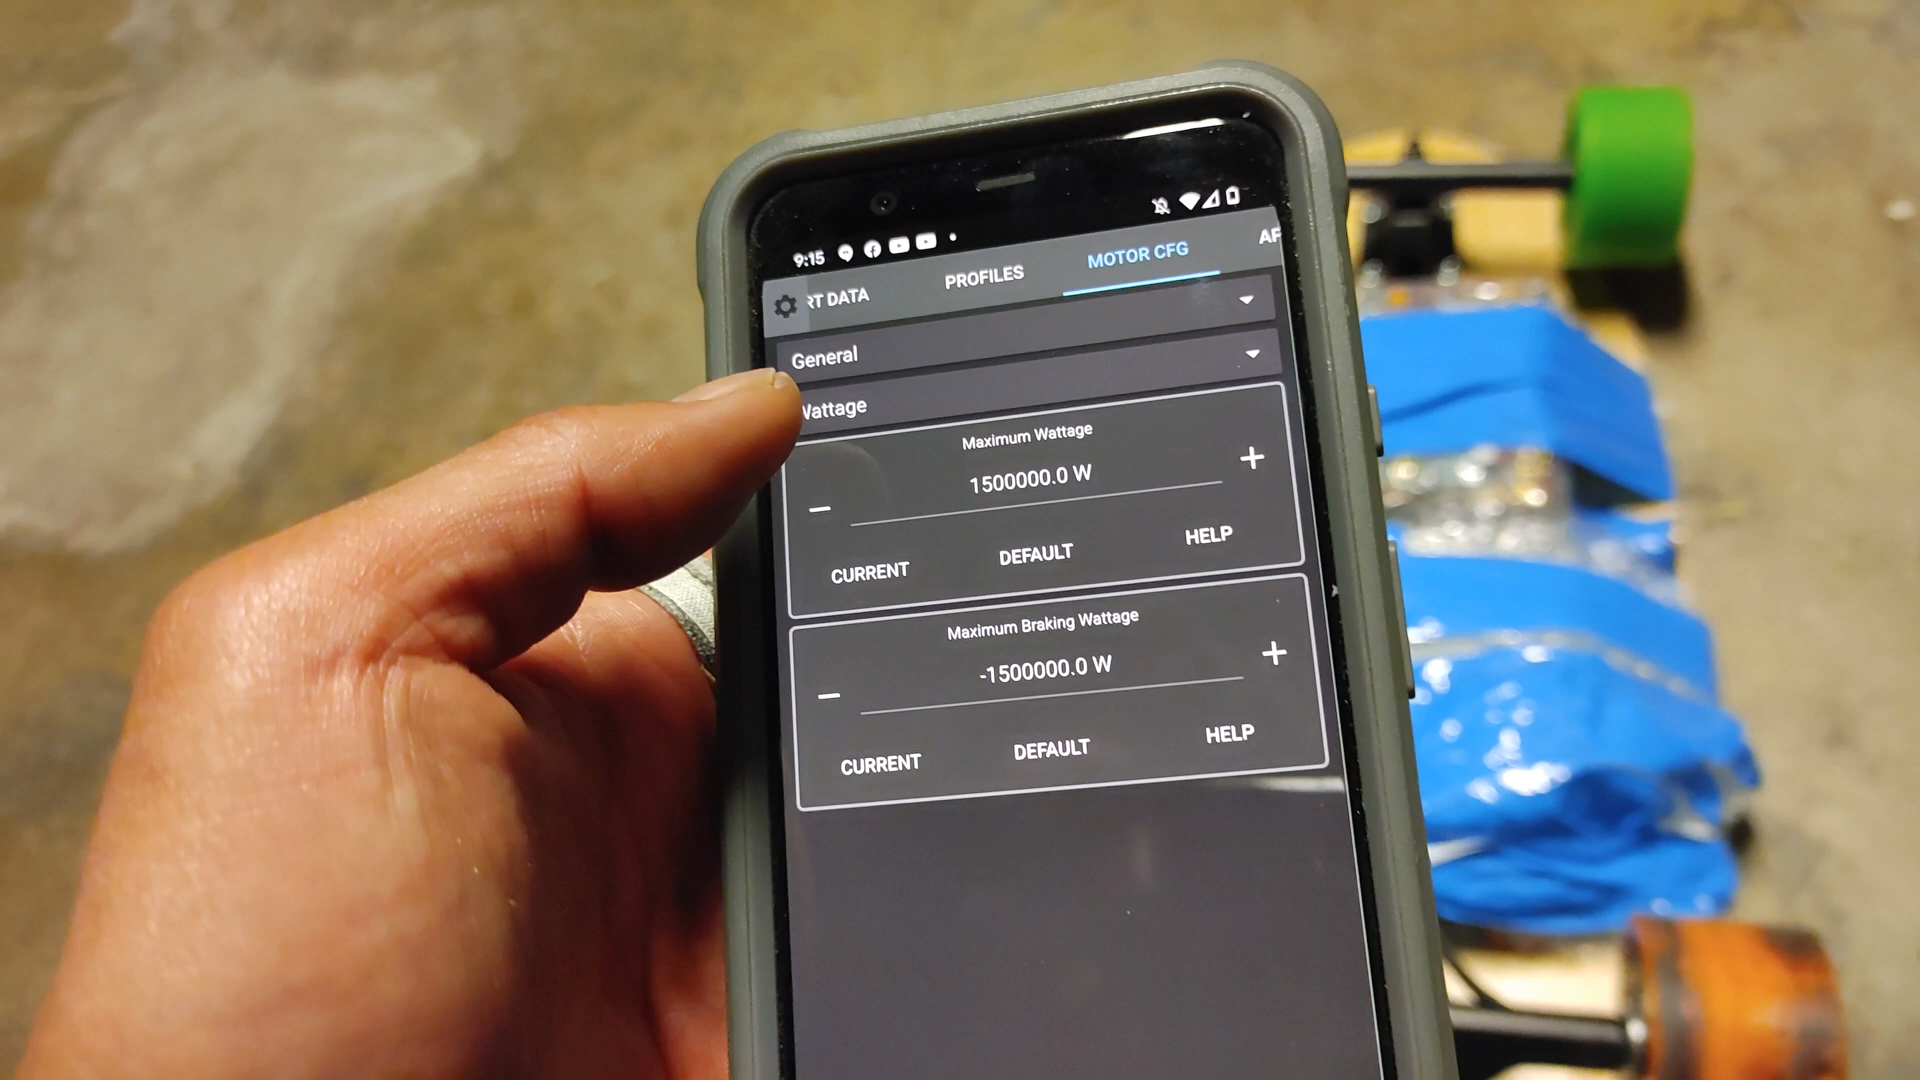 9:15
RT DATA PROFILES MOTOR CFG AF
General
Wattage
Maximum Wattage
1500000.0 W
CURRENT DEFAULT HELP
Maximum Braking Wattage
-1500000.0 W
CURRENT DEFAULT HELP